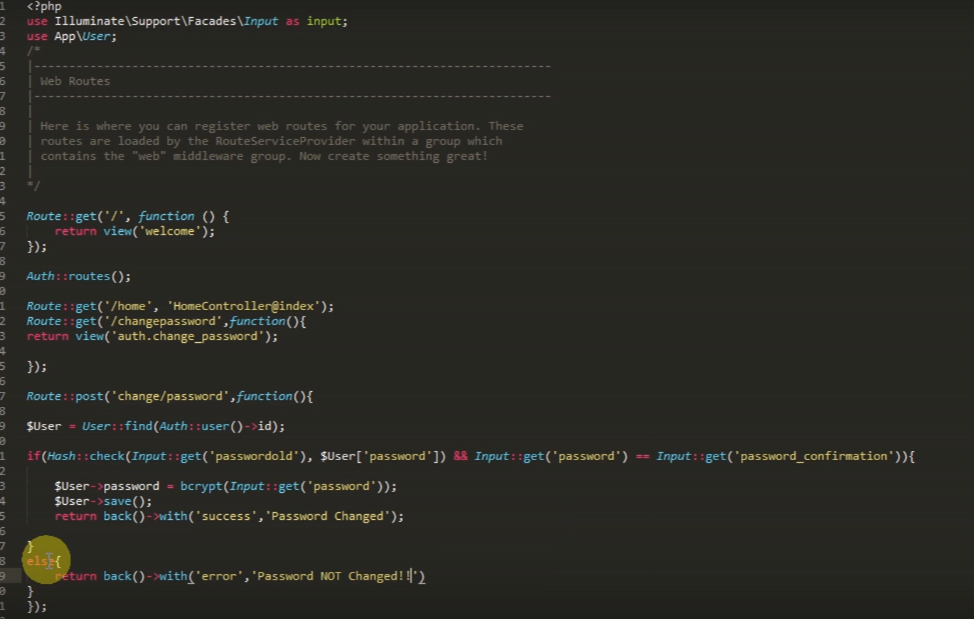 1 <?php
2 use Illuminate\Support\Facades\Input as input;
3 use App\User;
4 /*
5 |--------------------------------------------------------------------------
6 | Web Routes
7 |--------------------------------------------------------------------------
8 |
9 | Here is where you can register web routes for your application. These
0 | routes are loaded by the RouteServiceProvider within a group which
1 | contains the "web" middleware group. Now create something great!
2 |
3 */
4
5 Route::get('/', function () {
6 return view('welcome');
7 });
8
9 Auth::routes();
0
1 Route::get('/home', 'HomeController@index');
2 Route::get('/changepassword',function(){
3 return view('auth.change_password');
4
5 });
6
7 Route::post('change/password',function(){
8
9 $User = User::find(Auth::user()->id);
0
1 if(Hash::check(Input::get('passwordold'), $User['password']) && Input::get('password') == Input::get('password_confirmation')){
2
3 $User->password = bcrypt(Input::get('password'));
4 $User->save();
5 return back()->with('success','Password Changed');
6
7 }
8 else{
9 return back()->with('error','Password NOT Changed!!')
0 }
1 });